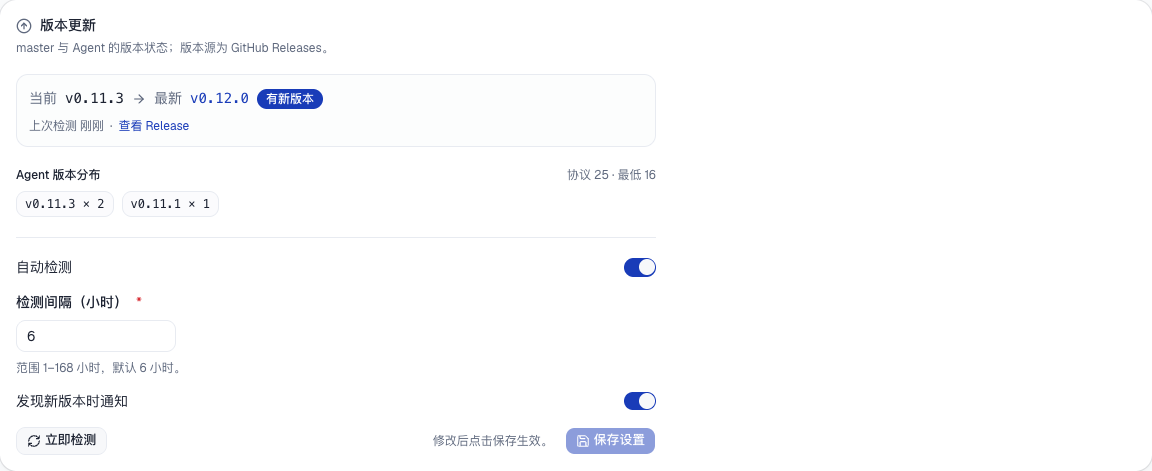 版本更新
master 与 Agent 的版本状态；版本源为 GitHub Releases。
当前 v0.11.3 → 最新 v0.12.0 有新版本
上次检测 刚刚 · 查看 Release
Agent 版本分布 协议 25 · 最低 16
v0.11.3 × 2 v0.11.1 × 1
自动检测
检测间隔（小时） *
6
范围 1–168 小时，默认 6 小时。
发现新版本时通知
立即检测 修改后点击保存生效。 保存设置